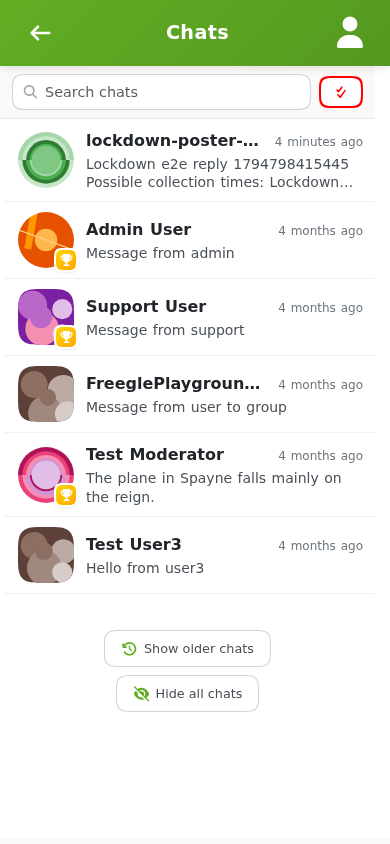 Chats
Search chats
lockdown-poster-... 4 minutes ago
Lockdown e2e reply 1794798415445
Possible collection times: Lockdown...
Admin User 4 months ago
Message from admin
Support User 4 months ago
Message from support
FreeglePlaygroun... 4 months ago
Message from user to group
Test Moderator 4 months ago
The plane in Spayne falls mainly on
the reign.
Test User3 4 months ago
Hello from user3
Show older chats
Hide all chats